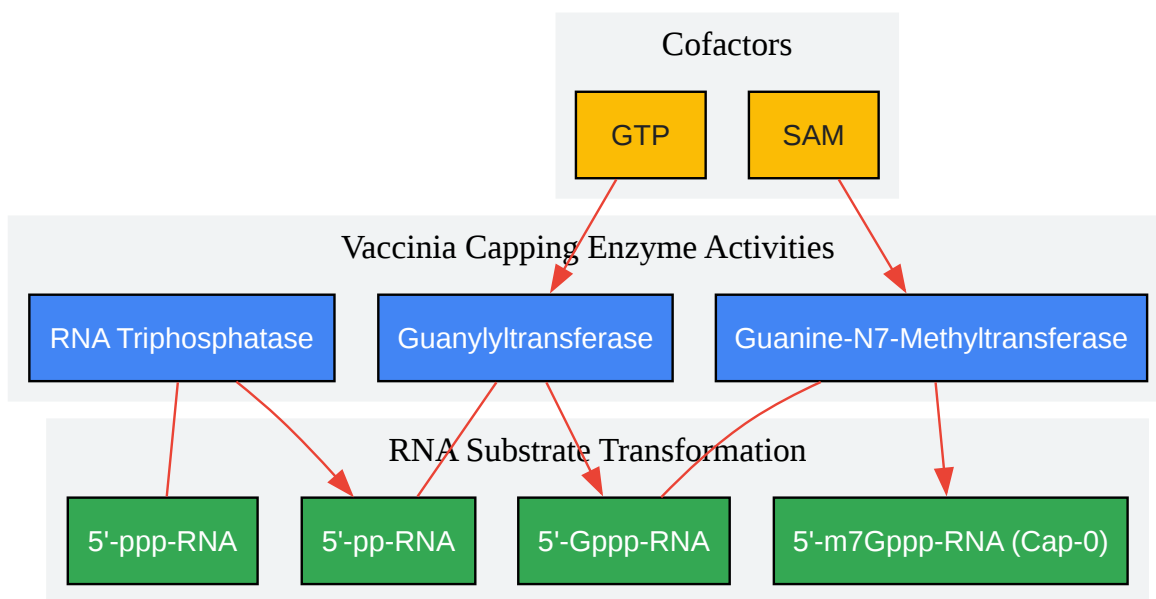 Cofactors
GTP
SAM
Vaccinia Capping Enzyme Activities
RNA Triphosphatase
Guanylyltransferase
Guanine-N7-Methyltransferase
RNA Substrate Transformation
5'-ppp-RNA
5'-pp-RNA
5'-Gppp-RNA
5'-m7Gppp-RNA (Cap-0)